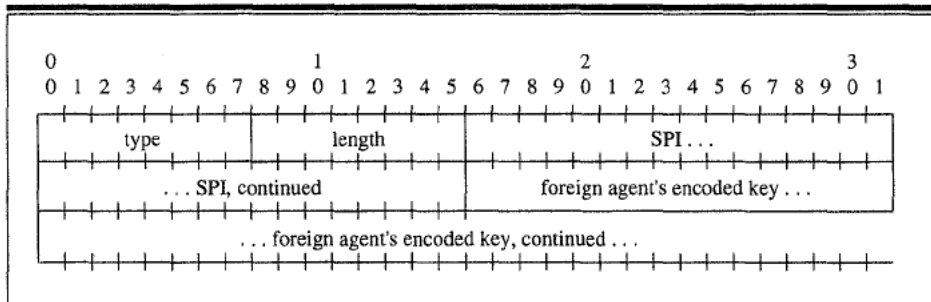 0 1 2 3
0 1 2 3 4 5 6 7 8 9 0 1 2 3 4 5 6 7 8 9 0 1 2 3 4 5 6 7 8 9 0 1
type length SPI . . .
. . . SPI, continued foreign agent's encoded key . . .
. . . foreign agent's encoded key, continued . . .